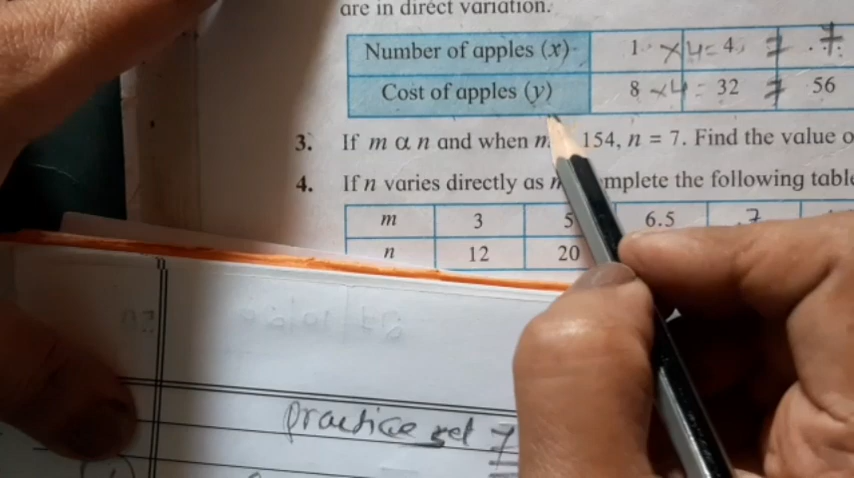 are in direct variation.
Number of apples (x) 1 ×4= 4 7
Cost of apples (y) 8 ×4= 32 56
3. If m α n and when m 154, n = 7. Find the value o
4. If n varies directly as m mplete the following table
m 3 5 6.5 7
n 12 20
practice set 7